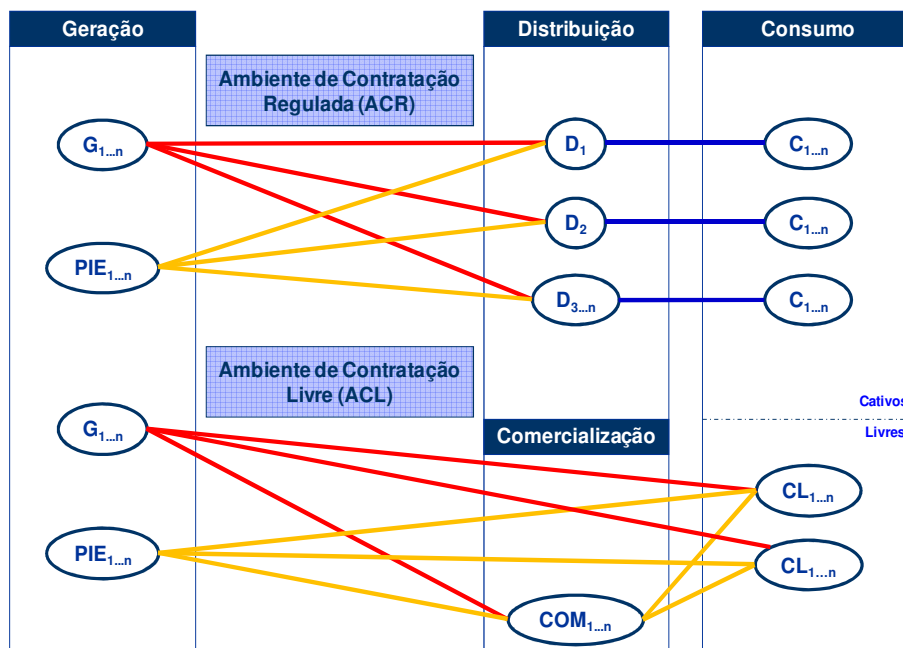 Geração
Distribuição
Consumo
Ambiente de Contratação
Regulada (ACR)
G1...n
D1
C1...n
D2
C1...n
PIE1...n
D3...n
C1...n
Ambiente de Contratação
Livre (ACL)
Cativos
G1...n
Comercialização
Livres
CL1...n
PIE1...n
CL1...n
COM1...n